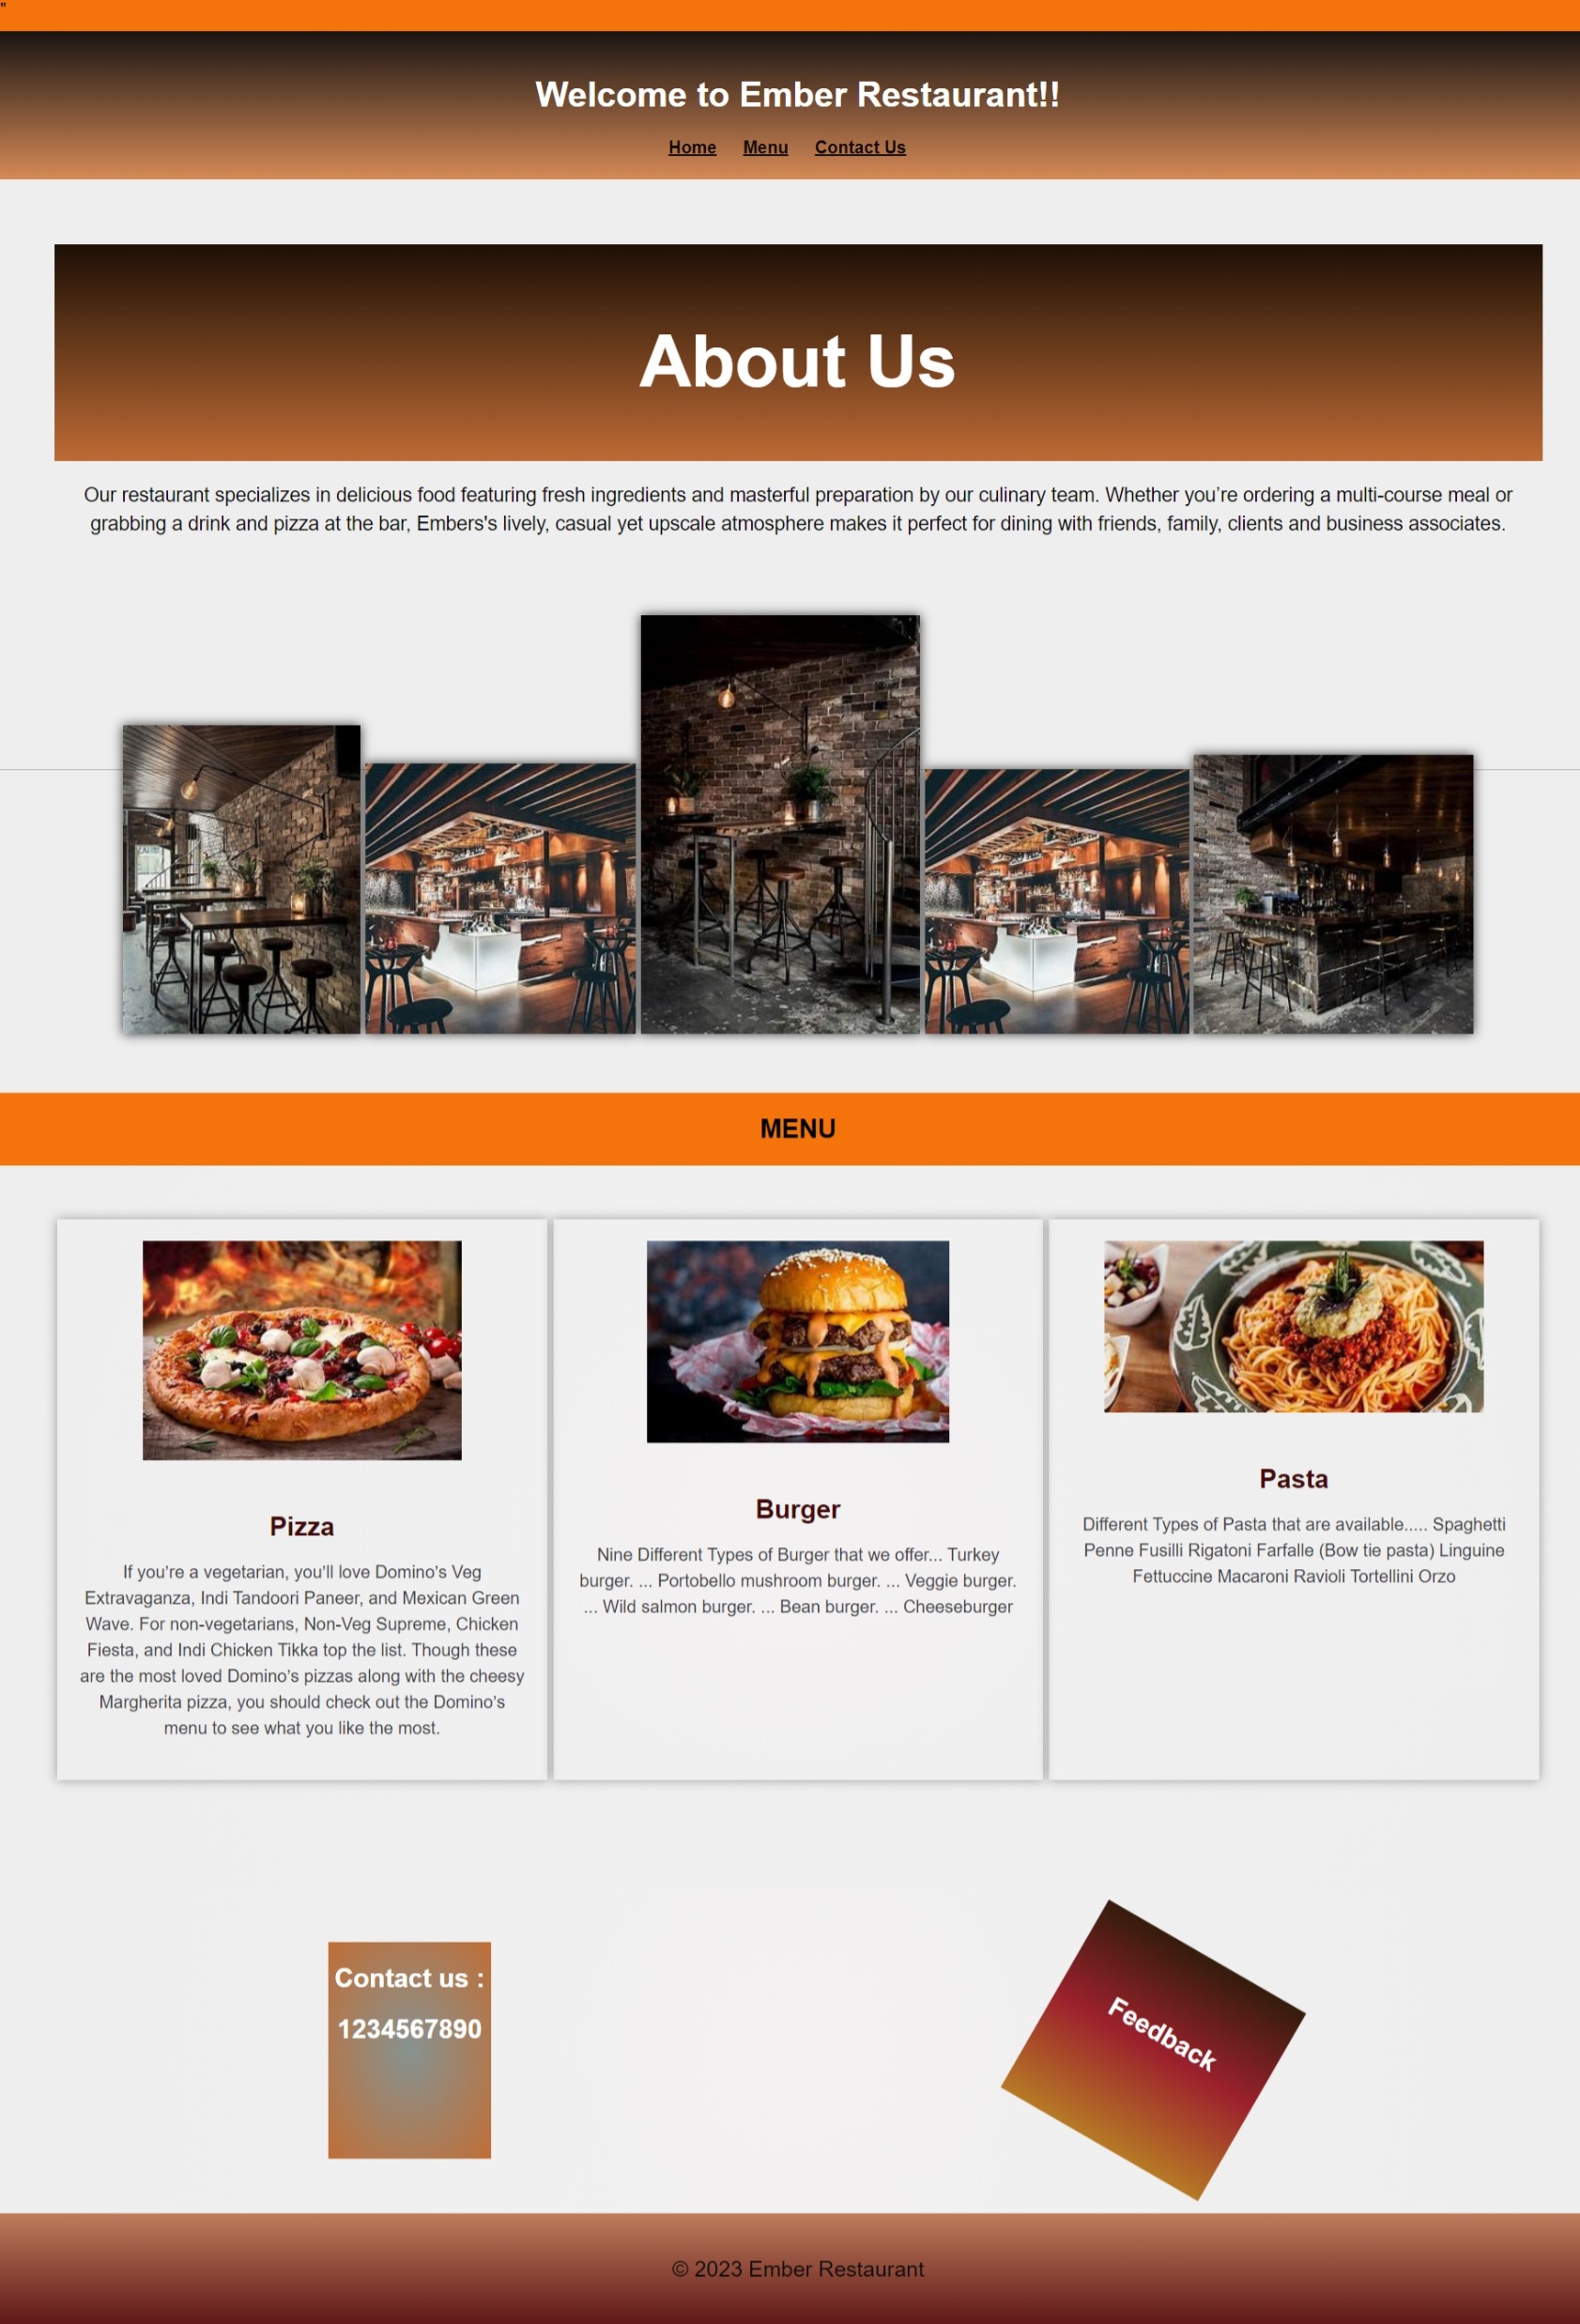 "
Welcome to Ember Restaurant!!
Home Menu Contact Us
About Us
Our restaurant specializes in delicious food featuring fresh ingredients and masterful preparation by our culinary team. Whether you’re ordering a multi-course meal or
grabbing a drink and pizza at the bar, Embers's lively, casual yet upscale atmosphere makes it perfect for dining with friends, family, clients and business associates.
MENU
Pizza
If you’re a vegetarian, you’ll love Domino’s Veg
Extravaganza, Indi Tandoori Paneer, and Mexican Green
Wave. For non-vegetarians, Non-Veg Supreme, Chicken
Fiesta, and Indi Chicken Tikka top the list. Though these
are the most loved Domino’s pizzas along with the cheesy
Margherita pizza, you should check out the Domino’s
menu to see what you like the most.
Burger
Nine Different Types of Burger that we offer... Turkey
burger. ... Portobello mushroom burger. ... Veggie burger.
... Wild salmon burger. ... Bean burger. ... Cheeseburger
Pasta
Different Types of Pasta that are available..... Spaghetti
Penne Fusilli Rigatoni Farfalle (Bow tie pasta) Linguine
Fettuccine Macaroni Ravioli Tortellini Orzo
Contact us :
1234567890
Feedback
© 2023 Ember Restaurant